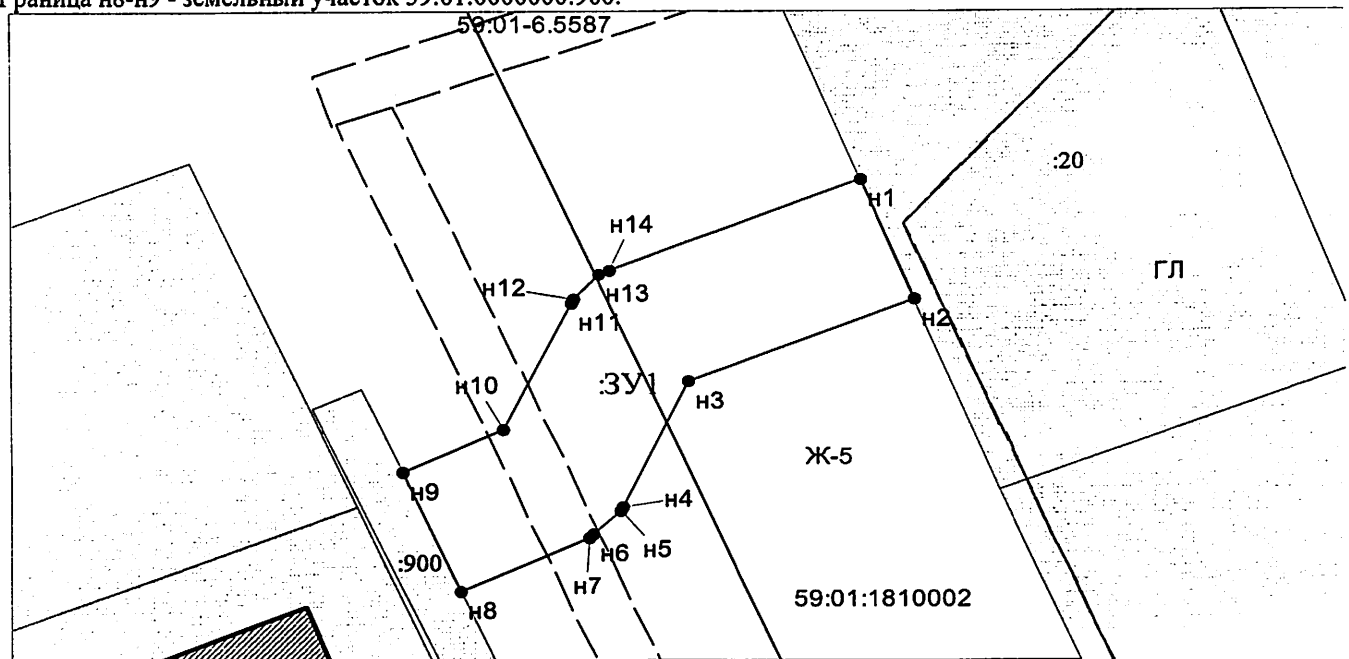 Граница н8-н9 - земельный участок 59:01:0000000:900.
59:01-6.5587
:20
н1
н14
ГЛ
н12
н13
н2
н11
н10
:ЗУ1
н3
Ж-5
н9
н4
н5
н6
:900
н7
59:01:1810002
н8